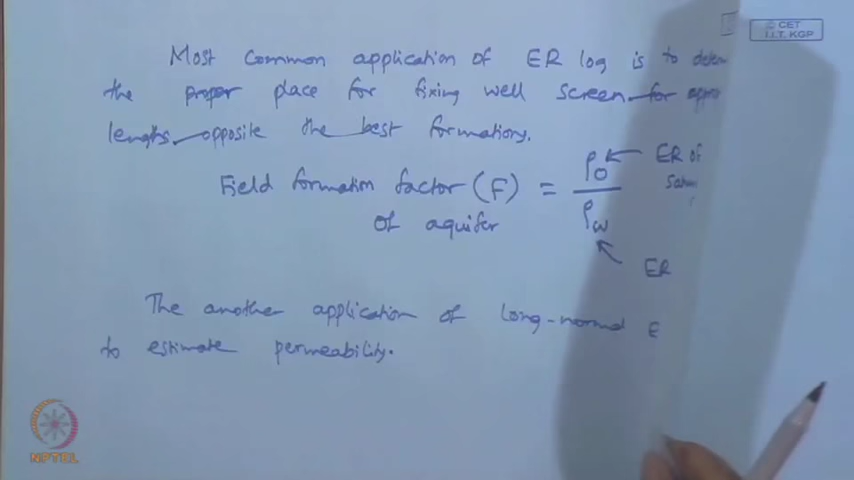 © CET
I.I.T. KGP
Most common application of ER log is to
the proper place for fixing well screen for
lengths opposite the best formations.
Field formation factor (F) = ρo / ρw
ER of
of aquifer
ER
The another application of long-normal
to estimate permeability.
NPTEL